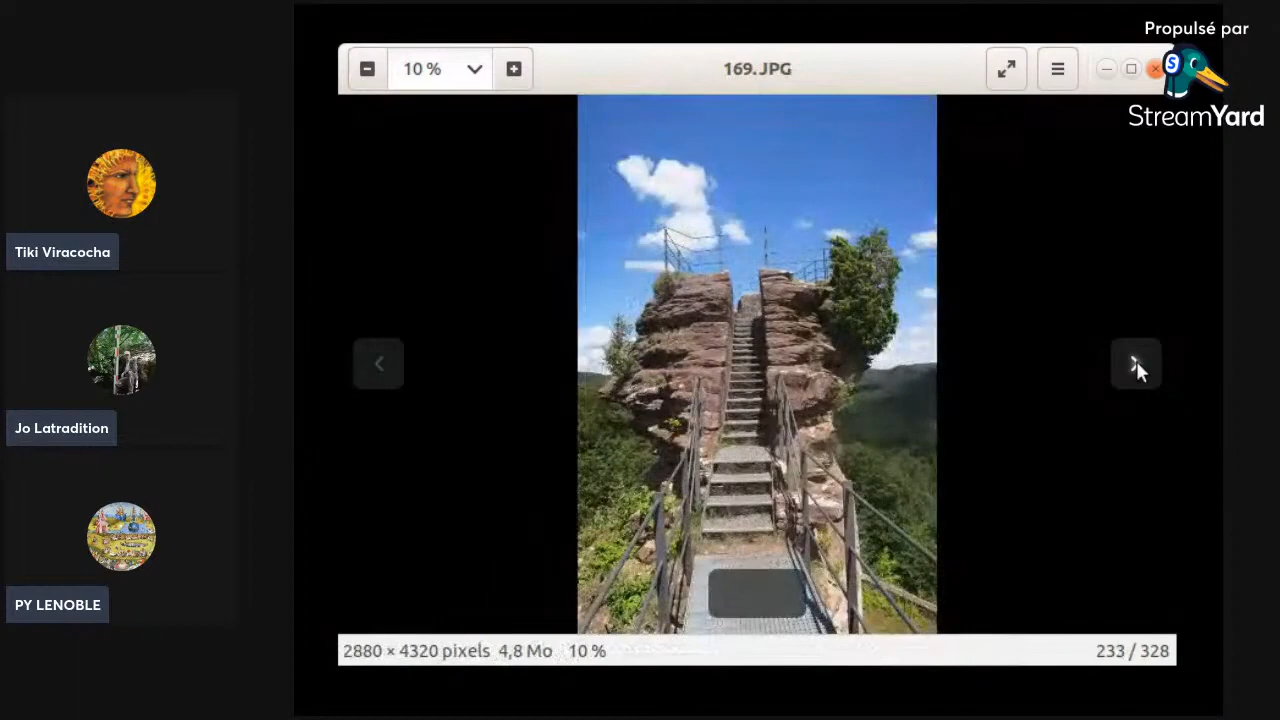 Propulsé par
StreamYard
10 %
169.JPG
Tiki Viracocha
Jo Latradition
PY LENOBLE
2880 × 4320 pixels 4,8 Mo 10 %
233 / 328